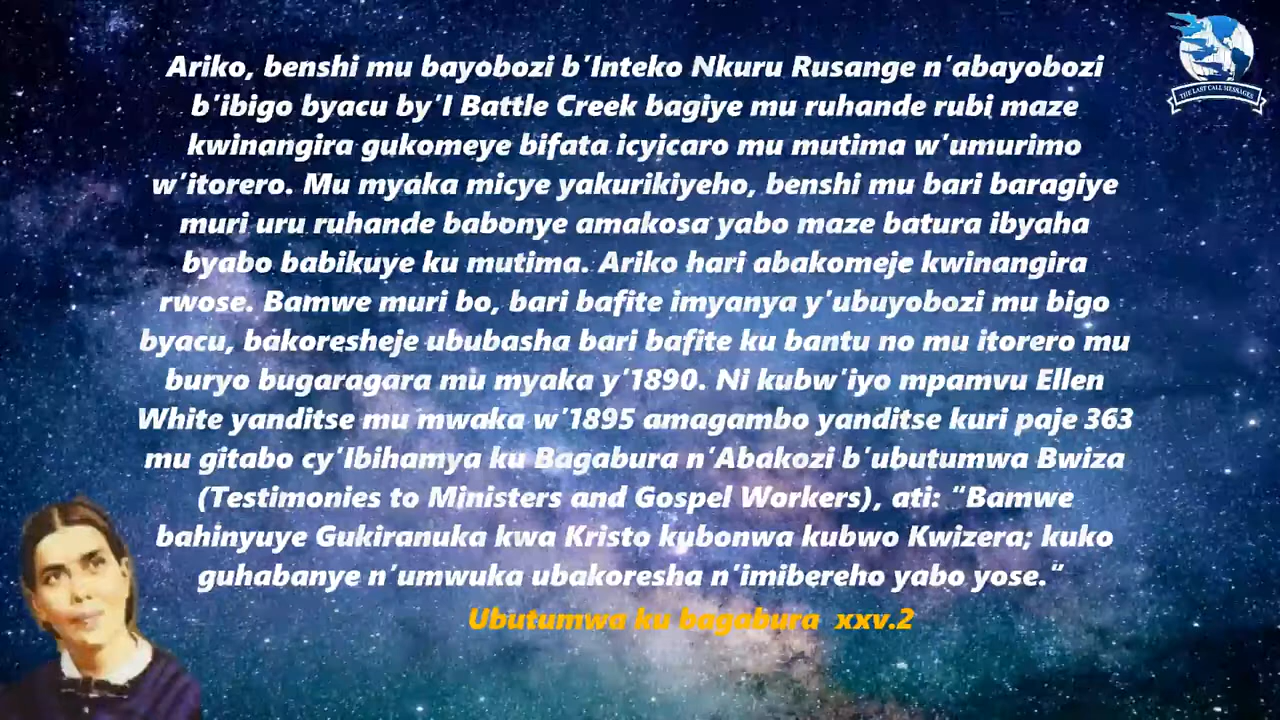 THE LAST CALL MESSAGES
Ariko, benshi mu bayobozi b'Inteko Nkuru Rusange n'abayobozi
b'ibigo byacu by'I Battle Creek bagiye mu ruhande rubi maze
kwinangira gukomeye bifata icyicaro mu mutima w'umurimo
w'itorero. Mu myaka micye yakurikiyeho, benshi mu bari baragiye
muri uru ruhande babonye amakosa yabo maze batura ibyaha
byabo babikuye ku mutima. Ariko hari abakomeje kwinangira
rwose. Bamwe muri bo, bari bafite imyanya y'ubuyobozi mu bigo
byacu, bakoresheje ububasha bari bafite ku bantu no mu itorero mu
buryo bugaragara mu myaka y'1890. Ni kubw'iyo mpamvu Ellen
White yanditse mu mwaka w'1895 amagambo yanditse kuri paje 363
mu gitabo cy'Ibihamya ku Bagabura n'Abakozi b'ubutumwa Bwiza
(Testimonies to Ministers and Gospel Workers), ati: "Bamwe
bahinyuye Gukiranuka kwa Kristo kubonwa kubwo Kwizera; kuko
guhabanye n'umwuka ubakoresha n'imibereho yabo yose."
Ubutumwa ku bagabura xxv.2